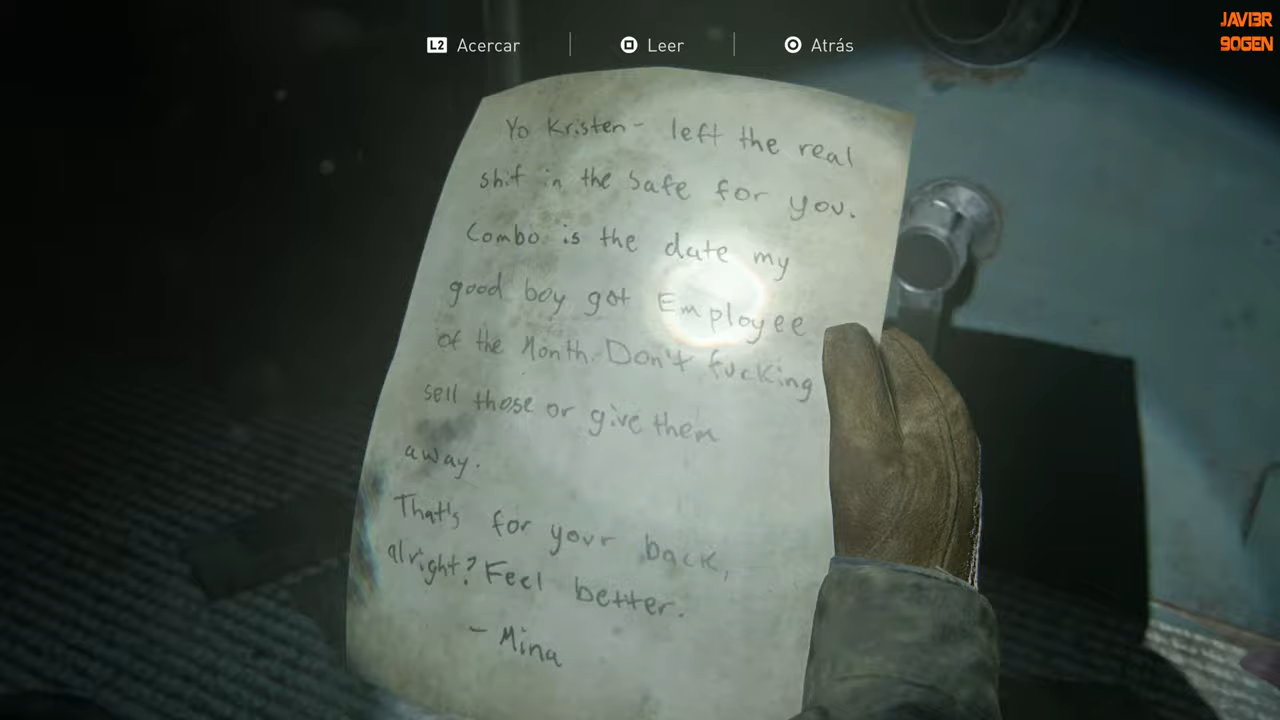 L2 Acercar
Leer
Atrás
JAVI3R
90GEN
Yo Kristen- left the real
shit in the safe for you.
Combo is the date my
good boy got Employee
of the Month. Don't fucking
sell those or give them
away.
That's for your back,
alright? Feel better.
- Mina